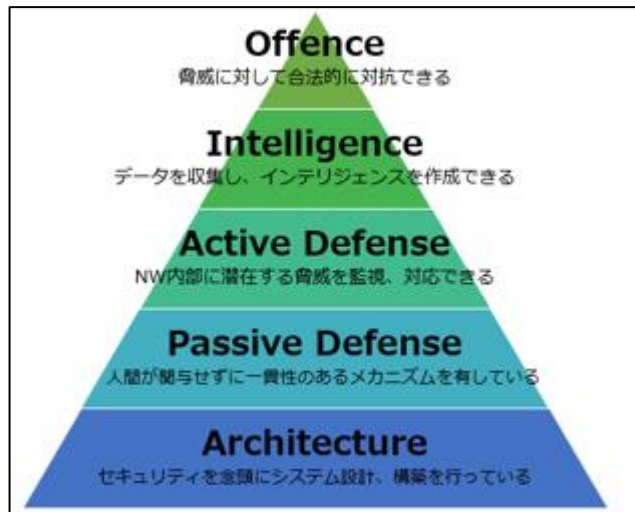 Offence
脅威に対して合法的に対抗できる
Intelligence
データを収集し、インテリジェンスを作成できる
Active Defense
NW内部に潜在する脅威を監視、対応できる
Passive Defense
人間が関与せずに一貫性のあるメカニズムを有している
Architecture
セキュリティを念頭にシステム設計、構築を行っている